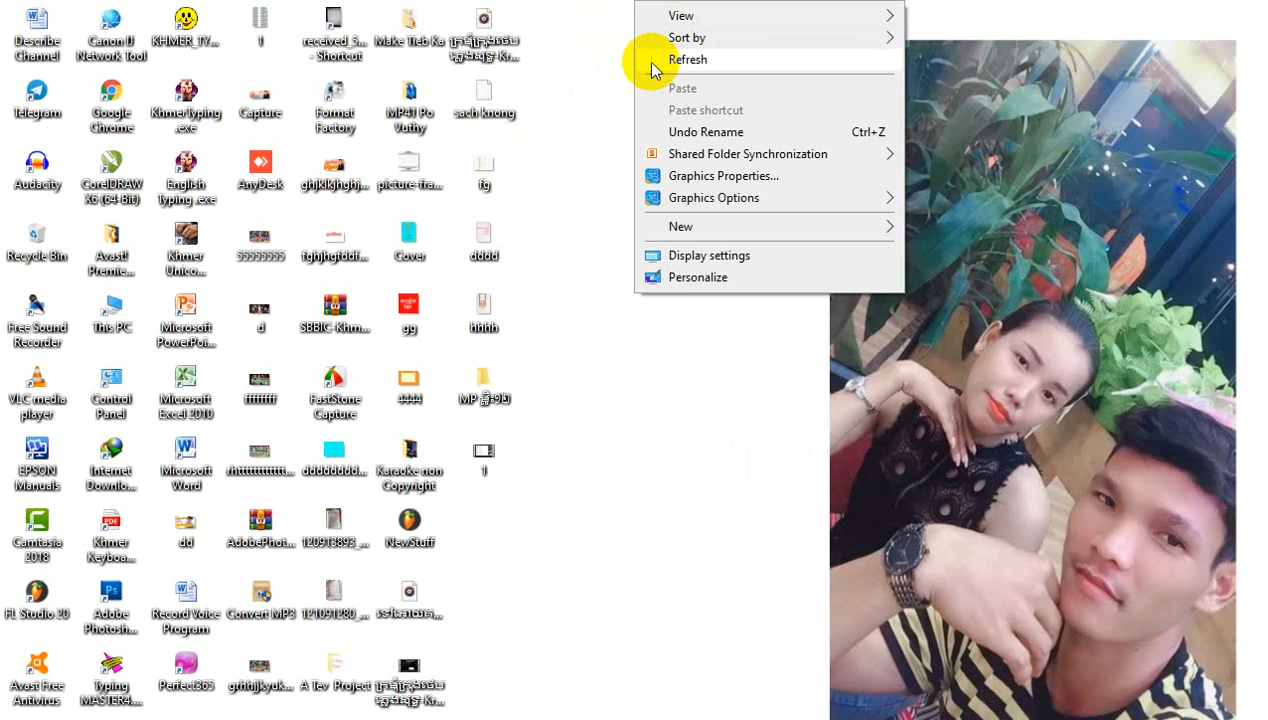 Describe
Channel
Canon IJ
Network Tool
KHMER_TY...
1
received_5...
- Shortcut
Make Tieb Ka
Telegram
Google
Chrome
KhmerTyping
.exe
Capture
Format
Factory
MP41 Po
Vuthy
sach knong
Audacity
CorelDRAW
X6 (64-Bit)
English
Typing .exe
AnyDesk
ghjklkjhghj...
picture-fra...
fg
Recycle Bin
Avast!
Premie...
Khmer
Unico...
55555555
fghjhgfddf...
Cover
dddd
Free Sound
Recorder
This PC
Microsoft
PowerPoi...
d
SBBIC-Khm...
gg
hhhh
VLC media
player
Control
Panel
Microsoft
Excel 2010
ffffffff
FastStone
Capture
4444
MP
EPSON
Manuals
Internet
Downlo...
Microsoft
Word
Karaoke non
Copyright
1
Camtasia
2018
Khmer
Keyboa...
dd
AdobePhot...
120913893_...
NewStuff
FL Studio 20
Adobe
Photosh...
Record Voice
Program
Convert MP3
121091280_...
Avast Free
Antivirus
Typing
MASTER4....
Perfect365
A Tev Project
View
Sort by
Refresh
Paste
Paste shortcut
Undo Rename Ctrl+Z
Shared Folder Synchronization
Graphics Properties...
Graphics Options
New
Display settings
Personalize